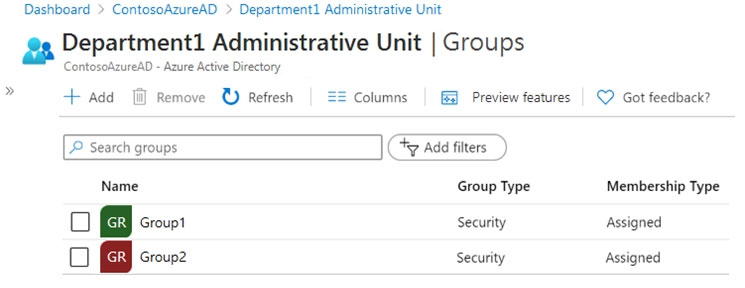 Dashboard > ContosoAzureAD > Department1 Administrative Unit
Department1 Administrative Unit | Groups
ContosoAzureAD - Azure Active Directory
» + Add Remove Refresh Columns Preview features Got feedback?
Search groups Add filters
Name Group Type Membership Type
GR Group1 Security Assigned
GR Group2 Security Assigned